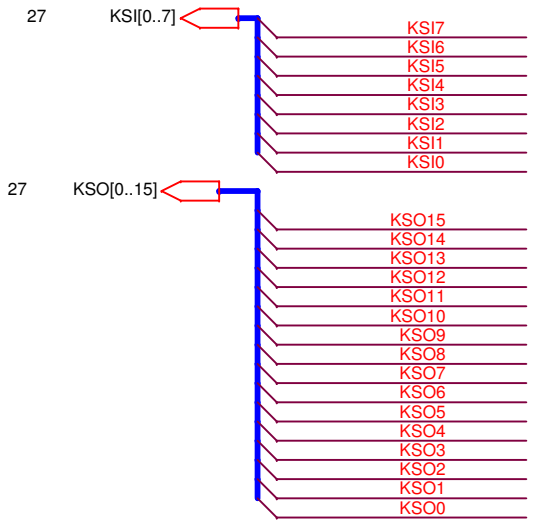 27 KSI[0..7]
KSI7
KSI6
KSI5
KSI4
KSI3
KSI2
KSI1
KSI0
27 KSO[0..15]
KSO15
KSO14
KSO13
KSO12
KSO11
KSO10
KSO9
KSO8
KSO7
KSO6
KSO5
KSO4
KSO3
KSO2
KSO1
KSO0